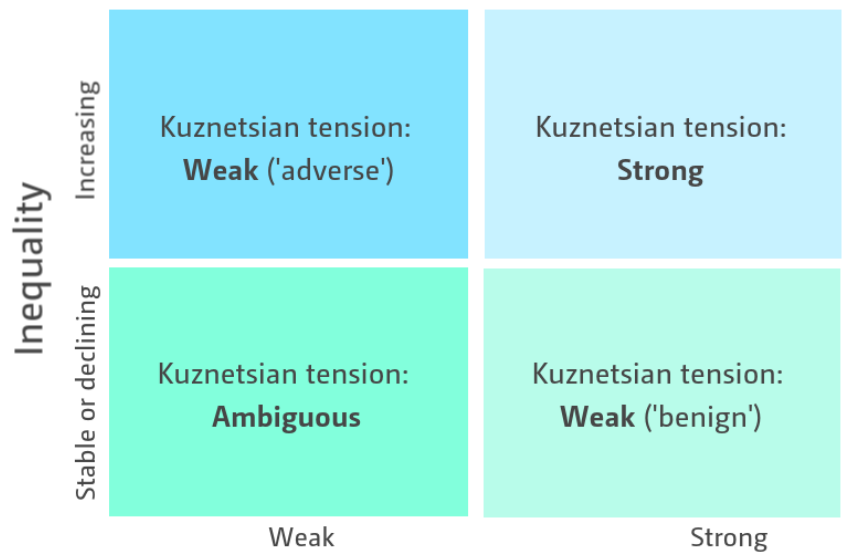 Inequality
Increasing
Kuznetsian tension:
Weak ('adverse')
Kuznetsian tension:
Strong
Stable or declining
Kuznetsian tension:
Ambiguous
Kuznetsian tension:
Weak ('benign')
Weak
Strong